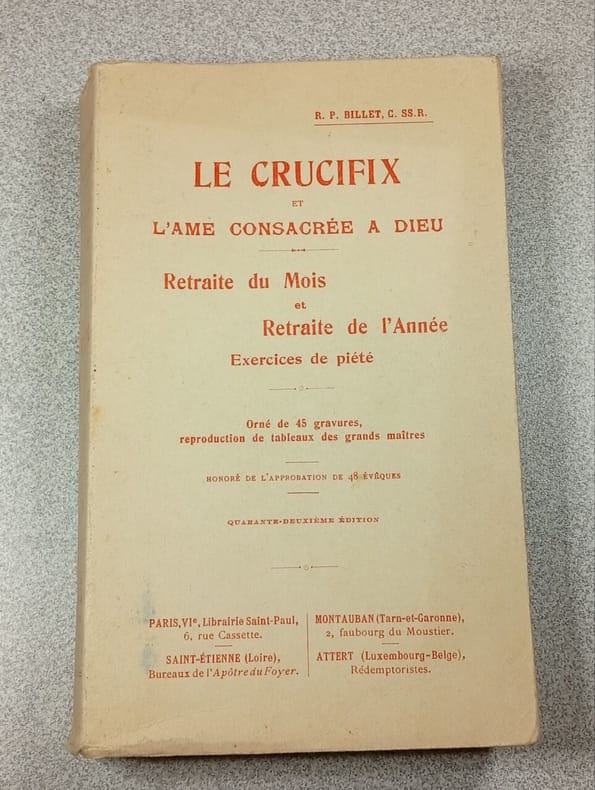 R. P. BILLET, C. SS.R.
LE CRUCIFIX
ET
L'AME CONSACRÉE A DIEU
Retraite du Mois
et
Retraite de l'Année
Exercices de piété
Orné de 45 gravures,
reproduction de tableaux des grands maîtres
HONORÉ DE L'APPROBATION DE 48 ÉVÊQUES
QUARANTE-DEUXIÈME ÉDITION
PARIS, VIe, Librairie Saint-Paul,
6, rue Cassette.
SAINT-ÉTIENNE (Loire),
Bureaux de l'Apôtre du Foyer.
MONTAUBAN (Tarn-et-Garonne),
2, faubourg du Moustier.
ATTERT (Luxembourg-Belge),
Rédemptoristes.